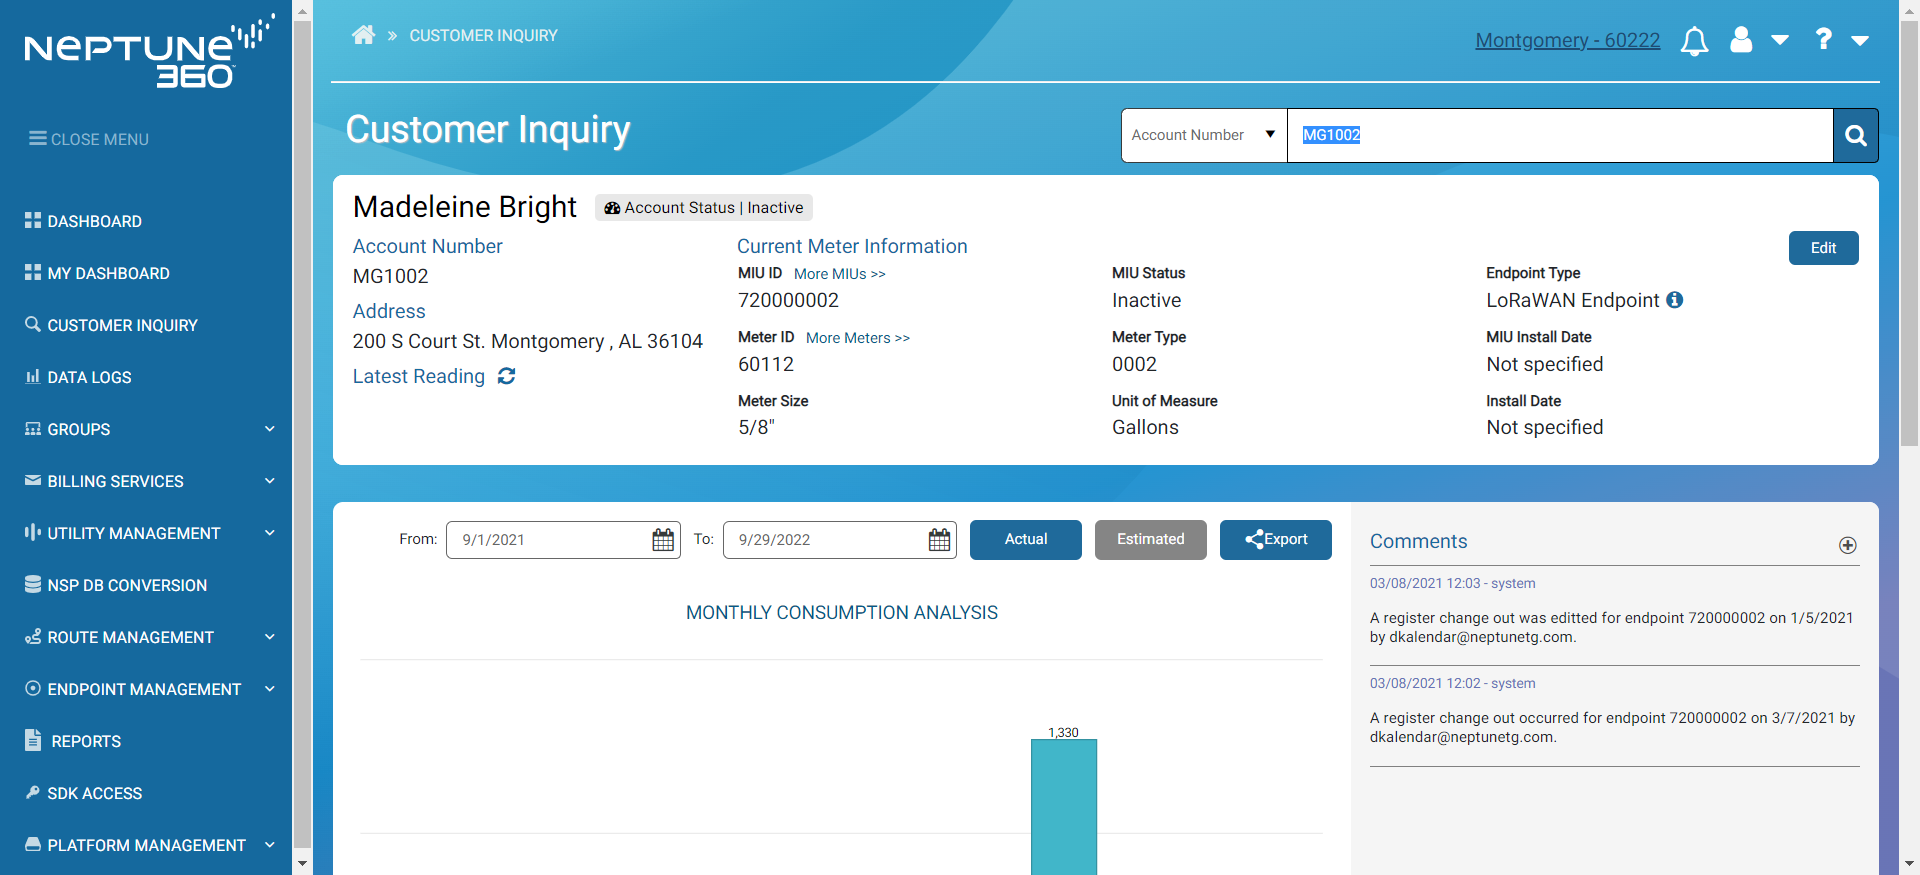 NEPTUNE
360
CLOSE MENU
DASHBOARD
MY DASHBOARD
CUSTOMER INQUIRY
DATA LOGS
GROUPS
BILLING SERVICES
UTILITY MANAGEMENT
NSP DB CONVERSION
ROUTE MANAGEMENT
ENDPOINT MANAGEMENT
REPORTS
SDK ACCESS
PLATFORM MANAGEMENT
» CUSTOMER INQUIRY
Montgomery - 60222
?
Customer Inquiry
Account Number
MG1002
Madeleine Bright
Account Status | Inactive
Account Number
MG1002
Address
200 S Court St. Montgomery , AL 36104
Latest Reading
Current Meter Information
MIU ID More MIUs >>
720000002
Meter ID More Meters >>
60112
Meter Size
5/8"
MIU Status
Inactive
Meter Type
0002
Unit of Measure
Gallons
Edit
Endpoint Type
LoRaWAN Endpoint
MIU Install Date
Not specified
Install Date
Not specified
From: 9/1/2021 To: 9/29/2022 Actual Estimated Export
MONTHLY CONSUMPTION ANALYSIS
1,330
Comments
03/08/2021 12:03 - system
A register change out was editted for endpoint 720000002 on 1/5/2021
by dkalendar@neptunetg.com.
03/08/2021 12:02 - system
A register change out occurred for endpoint 720000002 on 3/7/2021 by
dkalendar@neptunetg.com.